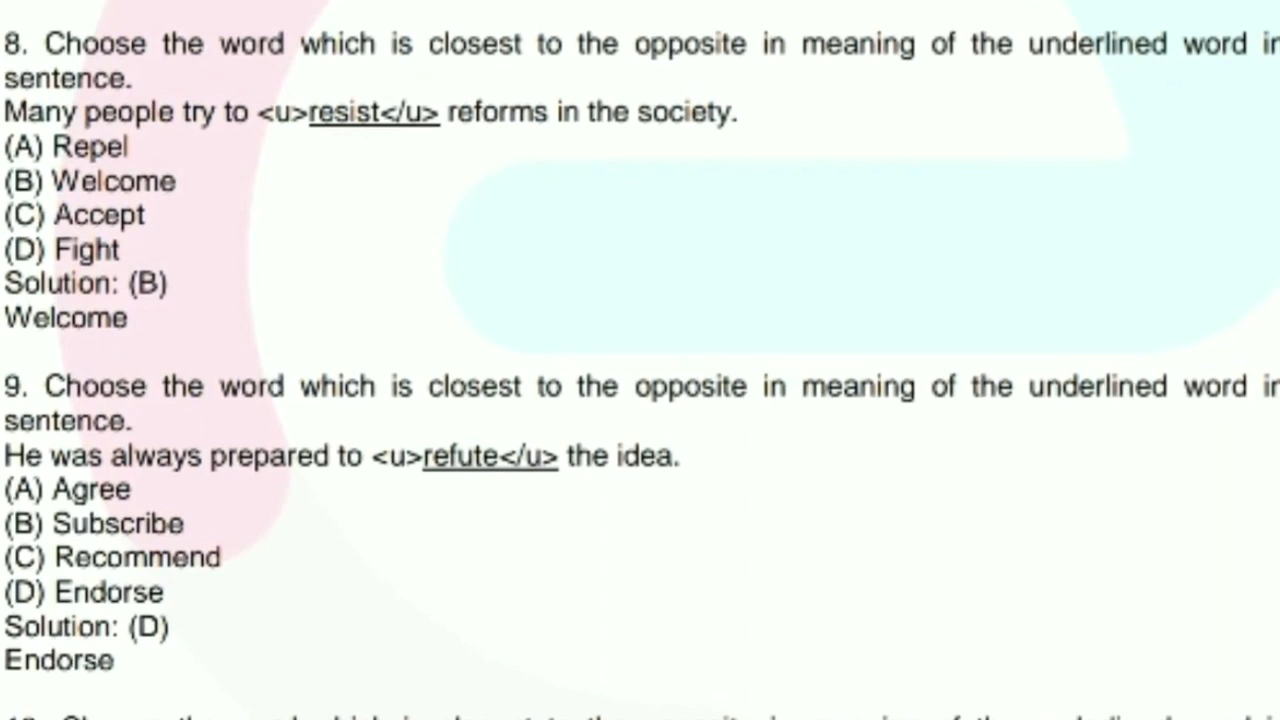 8. Choose the word which is closest to the opposite in meaning of the underlined word in
sentence.
Many people try to <u>resist</u> reforms in the society.
(A) Repel
(B) Welcome
(C) Accept
(D) Fight
Solution: (B)
Welcome
9. Choose the word which is closest to the opposite in meaning of the underlined word in
sentence.
He was always prepared to <u>refute</u> the idea.
(A) Agree
(B) Subscribe
(C) Recommend
(D) Endorse
Solution: (D)
Endorse